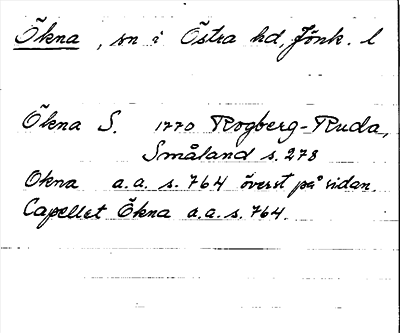 Ökna, sn i Östra hd, Jönk. l
Ökna S. 1770 Rogberg-Ruda,
Småland s. 278
Okna a.a. s. 764 överst på sidan.
Capellet Ökna a.a. s. 764.